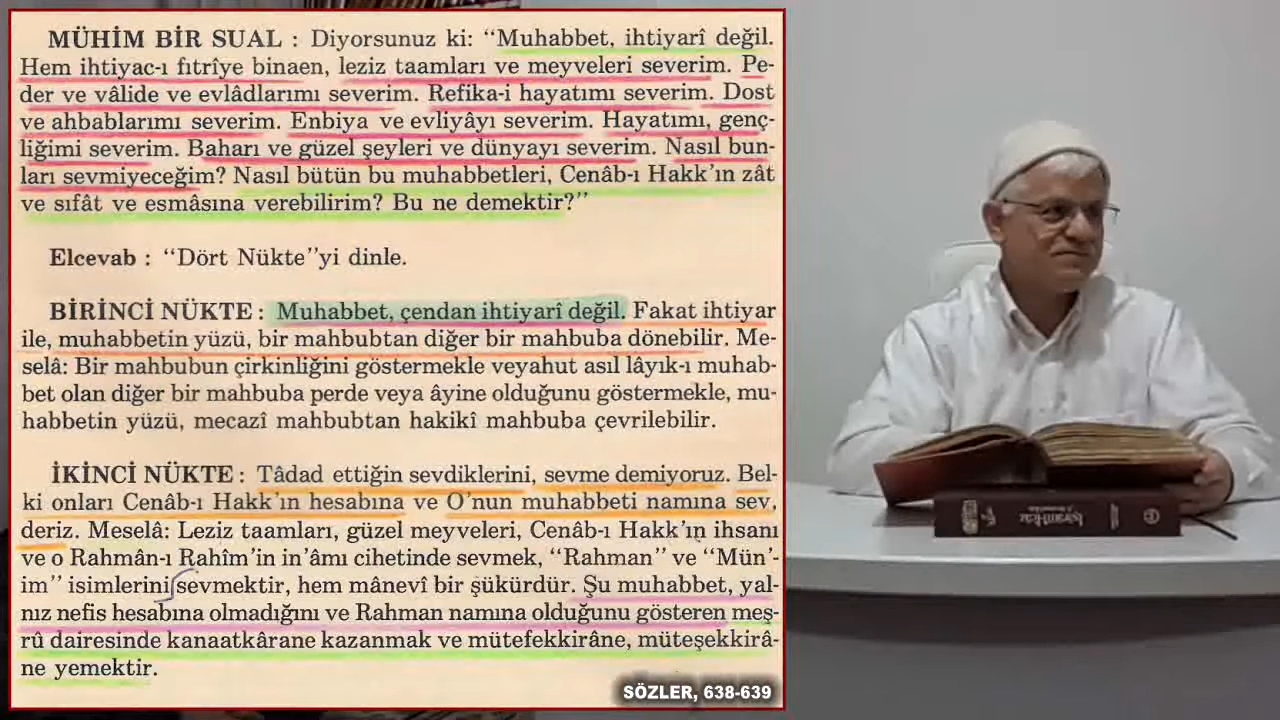 MÜHİM BİR SUAL : Diyorsunuz ki: “Muhabbet, ihtiyarî değil.
Hem ihtiyac-ı fıtrîye binaen, leziz taamları ve meyveleri severim. Pe-
der ve vâlide ve evlâdlarımı severim. Refika-i hayatımı severim. Dost
ve ahbablarımı severim. Enbiya ve evliyâyı severim. Hayatımı, genç-
liğimi severim. Baharı ve güzel şeyleri ve dünyayı severim. Nasıl bun-
ları sevmiyeceğim? Nasıl bütün bu muhabbetleri, Cenâb-ı Hakk’ın zât
ve sıfât ve esmâsına verebilirim? Bu ne demektir?”
Elcevab : “Dört Nükte”yi dinle.
BİRİNCİ NÜKTE : Muhabbet, çendan ihtiyarî değil. Fakat ihtiyar
ile, muhabbetin yüzü, bir mahbubtan diğer bir mahbuba dönebilir. Me-
selâ: Bir mahbubun çirkinliğini göstermekle veyahut asıl lâyık-ı muhab-
bet olan diğer bir mahbuba perde veya âyine olduğunu göstermekle, mu-
habbetin yüzü, mecazî mahbubtan hakikî mahbuba çevrilebilir.
İKİNCİ NÜKTE : Tâdad ettiğin sevdiklerini, sevme demiyoruz. Bel-
ki onları Cenâb-ı Hakk’ın hesabına ve O’nun muhabbeti namına sev,
deriz. Meselâ: Leziz taamları, güzel meyveleri, Cenâb-ı Hakk’ın ihsanı
ve o Rahmân-ı Rahîm’in in’âmı cihetinde sevmek, “Rahman” ve “Mün’-
im” isimlerini sevmektir, hem mânevî bir şükürdür. Şu muhabbet, yal-
nız nefis hesabına olmadığını ve Rahman namına olduğunu gösteren meş-
rû dairesinde kanaatkârane kazanmak ve mütefekkirâne, müteşekkirâ-
ne yemektir.
SÖZLER, 638-639